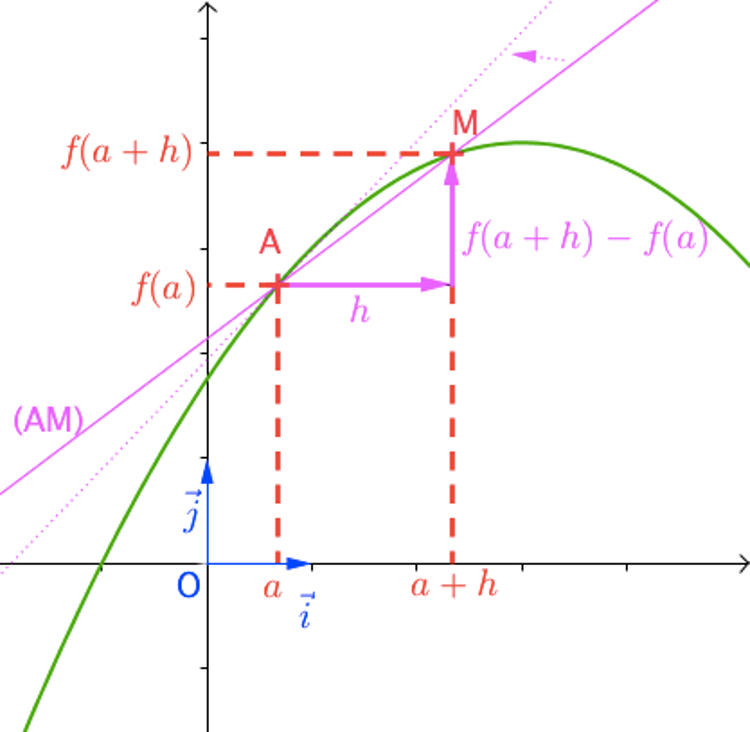 M
f(a + h)
A
f(a + h) − f(a)
f(a)
h
(AM)
j⃗
O
a
a + h
i⃗